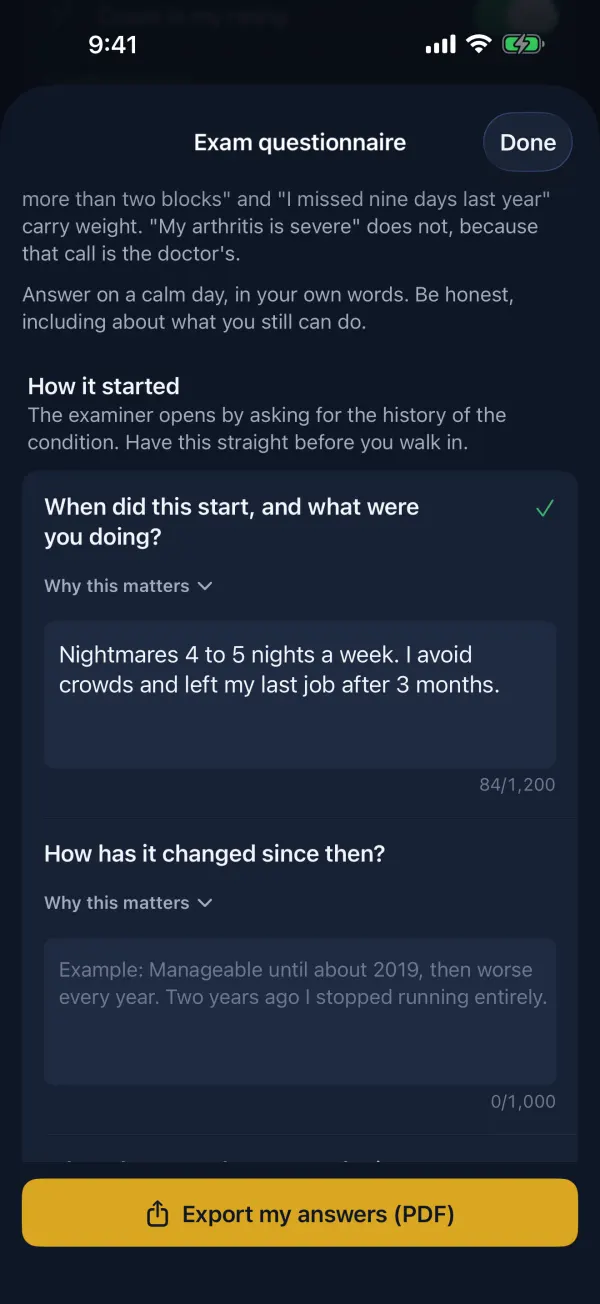 9:41
Exam questionnaire
Done
more than two blocks" and "I missed nine days last year"
carry weight. "My arthritis is severe" does not, because
that call is the doctor's.
Answer on a calm day, in your own words. Be honest,
including about what you still can do.
How it started
The examiner opens by asking for the history of the
condition. Have this straight before you walk in.
When did this start, and what were
you doing?
Why this matters
Nightmares 4 to 5 nights a week. I avoid
crowds and left my last job after 3 months.
84/1,200
How has it changed since then?
Why this matters
Example: Manageable until about 2019, then worse
every year. Two years ago I stopped running entirely.
0/1,000
Export my answers (PDF)